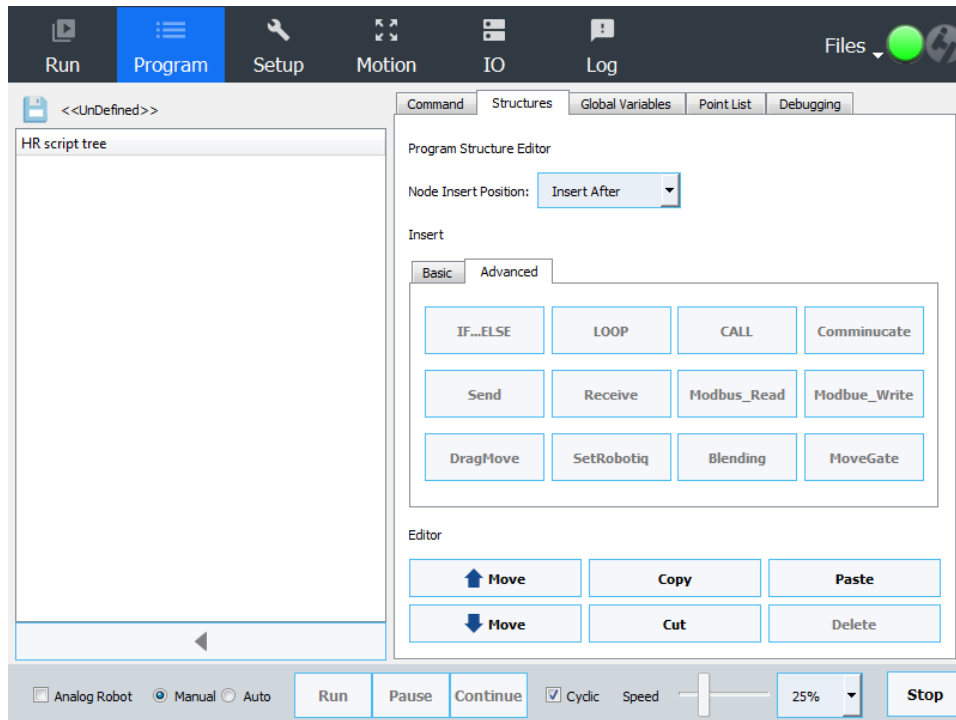 Run Program Setup Motion IO Log Files
<<UnDefined>>
Command Structures Global Variables Point List Debugging
HR script tree
Program Structure Editor
Node Insert Position: Insert After
Insert
Basic Advanced
IF...ELSE LOOP CALL Comminucate
Send Receive Modbus_Read Modbue_Write
DragMove SetRobotiq Blending MoveGate
Editor
Move Copy Paste
Move Cut Delete
Analog Robot Manual Auto Run Pause Continue Cyclic Speed 25% Stop